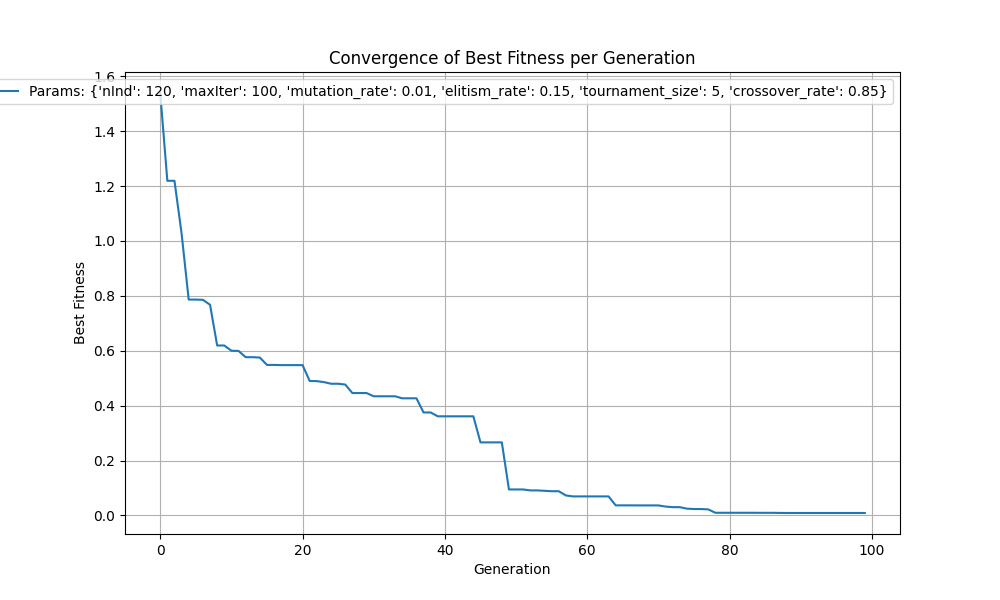 Convergence of Best Fitness per Generation
1.6
Params: {'nInd': 120, 'maxIter': 100, 'mutation_rate': 0.01, 'elitism_rate': 0.15, 'tournament_size': 5, 'crossover_rate': 0.85}
1.4
1.2
1.0
0.8
0.6
0.4
0.2
0.0
Best Fitness
0 20 40 60 80 100
Generation